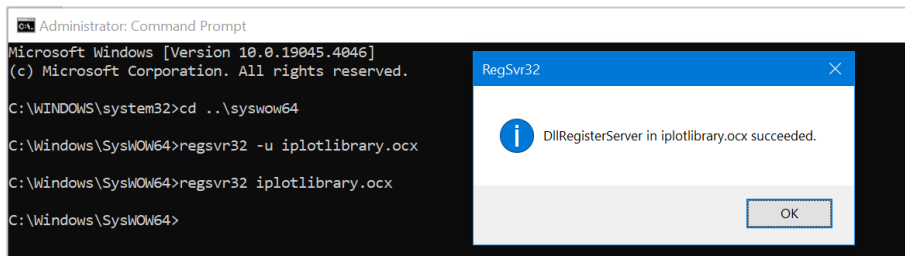 Administrator: Command Prompt
Microsoft Windows [Version 10.0.19045.4046]
(c) Microsoft Corporation. All rights reserved.
C:\WINDOWS\system32>cd ..\syswow64
C:\Windows\SysWOW64>regsvr32 -u iplotlibrary.ocx
C:\Windows\SysWOW64>regsvr32 iplotlibrary.ocx
C:\Windows\SysWOW64>
RegSvr32
DllRegisterServer in iplotlibrary.ocx succeeded.
OK